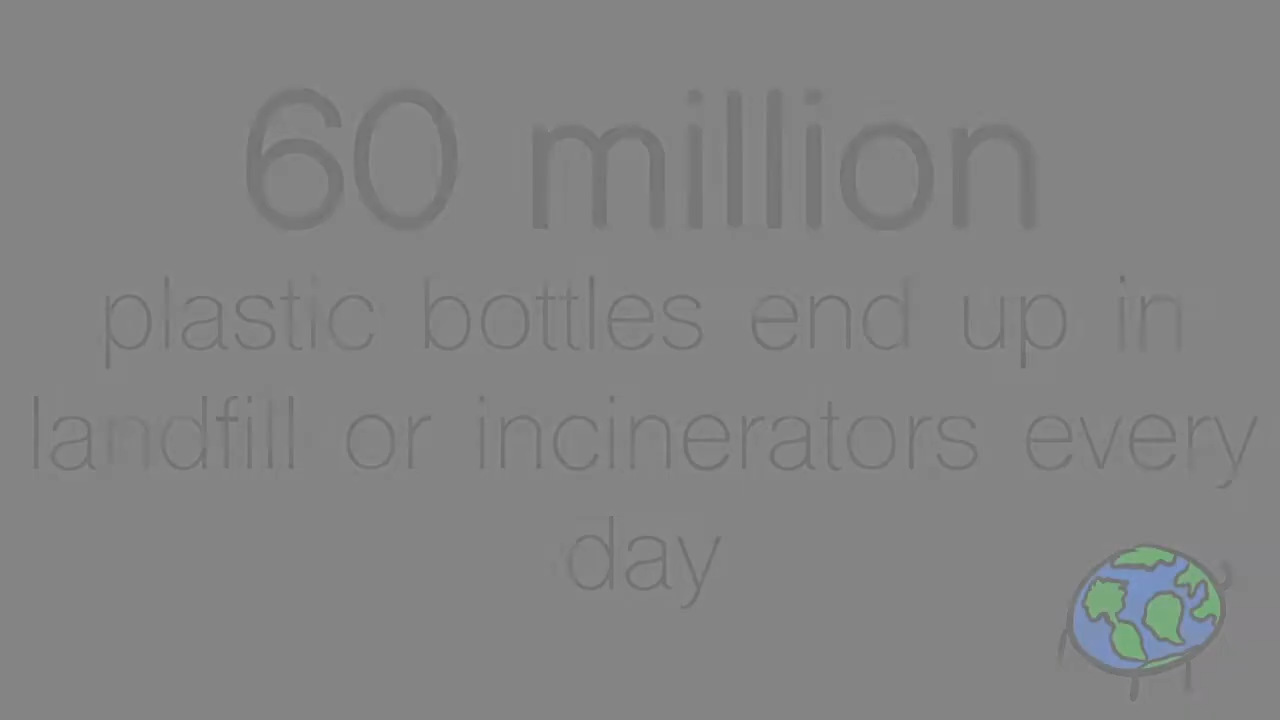 60 million
plastic bottles end up in
landfill or incinerators every
day